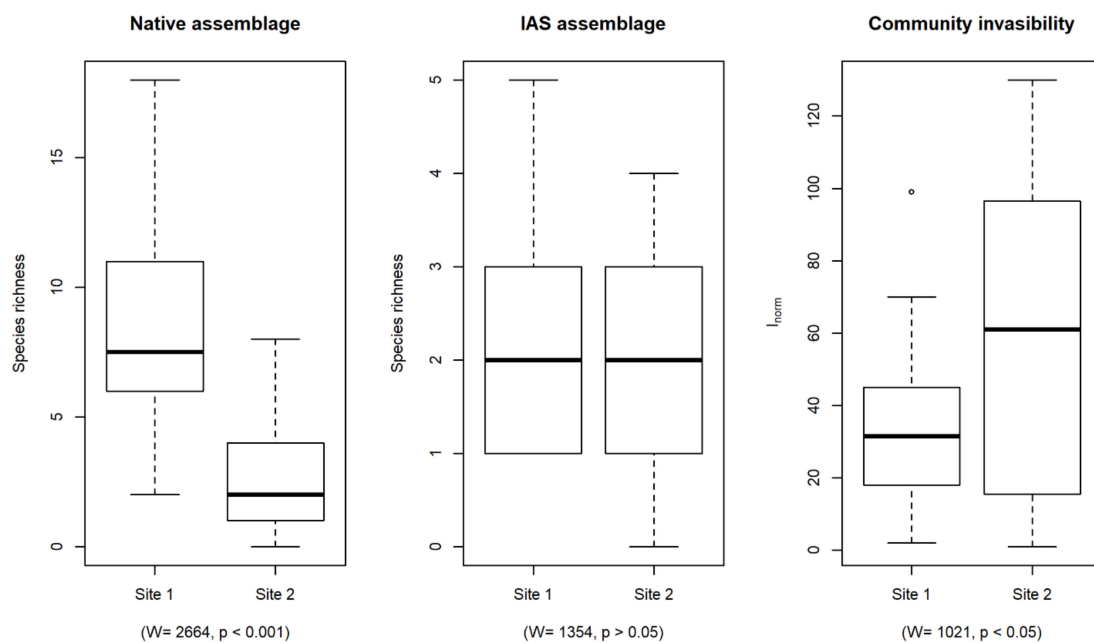 Native assemblage
Species richness
15
10
5
0
Site 1 Site 2
(W= 2664, p < 0.001)
IAS assemblage
Species richness
5
4
3
2
1
0
Site 1 Site 2
(W= 1354, p > 0.05)
Community invasibility
Inorm
120
100
80
60
40
20
0
Site 1 Site 2
(W= 1021, p < 0.05)